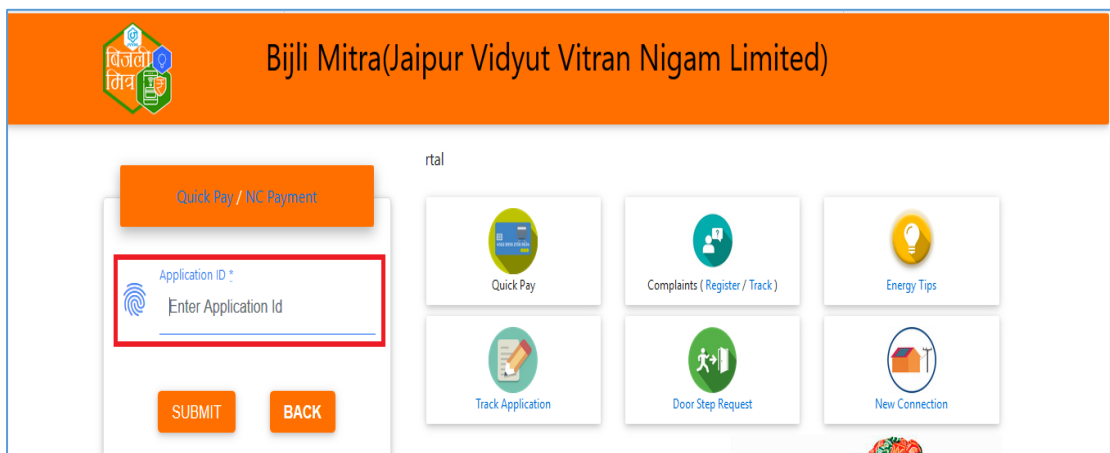 बिजली
मित्र
Bijli Mitra(Jaipur Vidyut Vitran Nigam Limited)
rtal
Quick Pay / NC Payment
Application ID *
Enter Application Id
SUBMIT
BACK
Quick Pay
Complaints ( Register / Track )
Energy Tips
Track Application
Door Step Request
New Connection